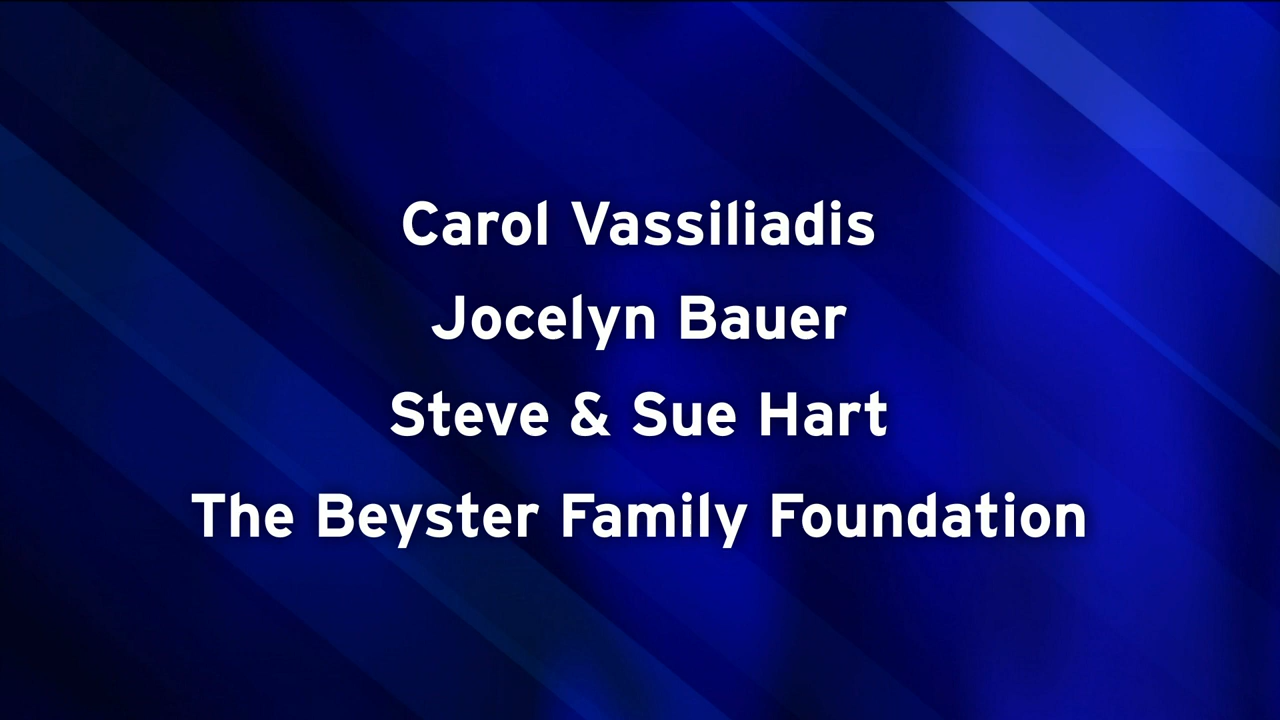 Carol Vassiliadis
Jocelyn Bauer
Steve & Sue Hart
The Beyster Family Foundation